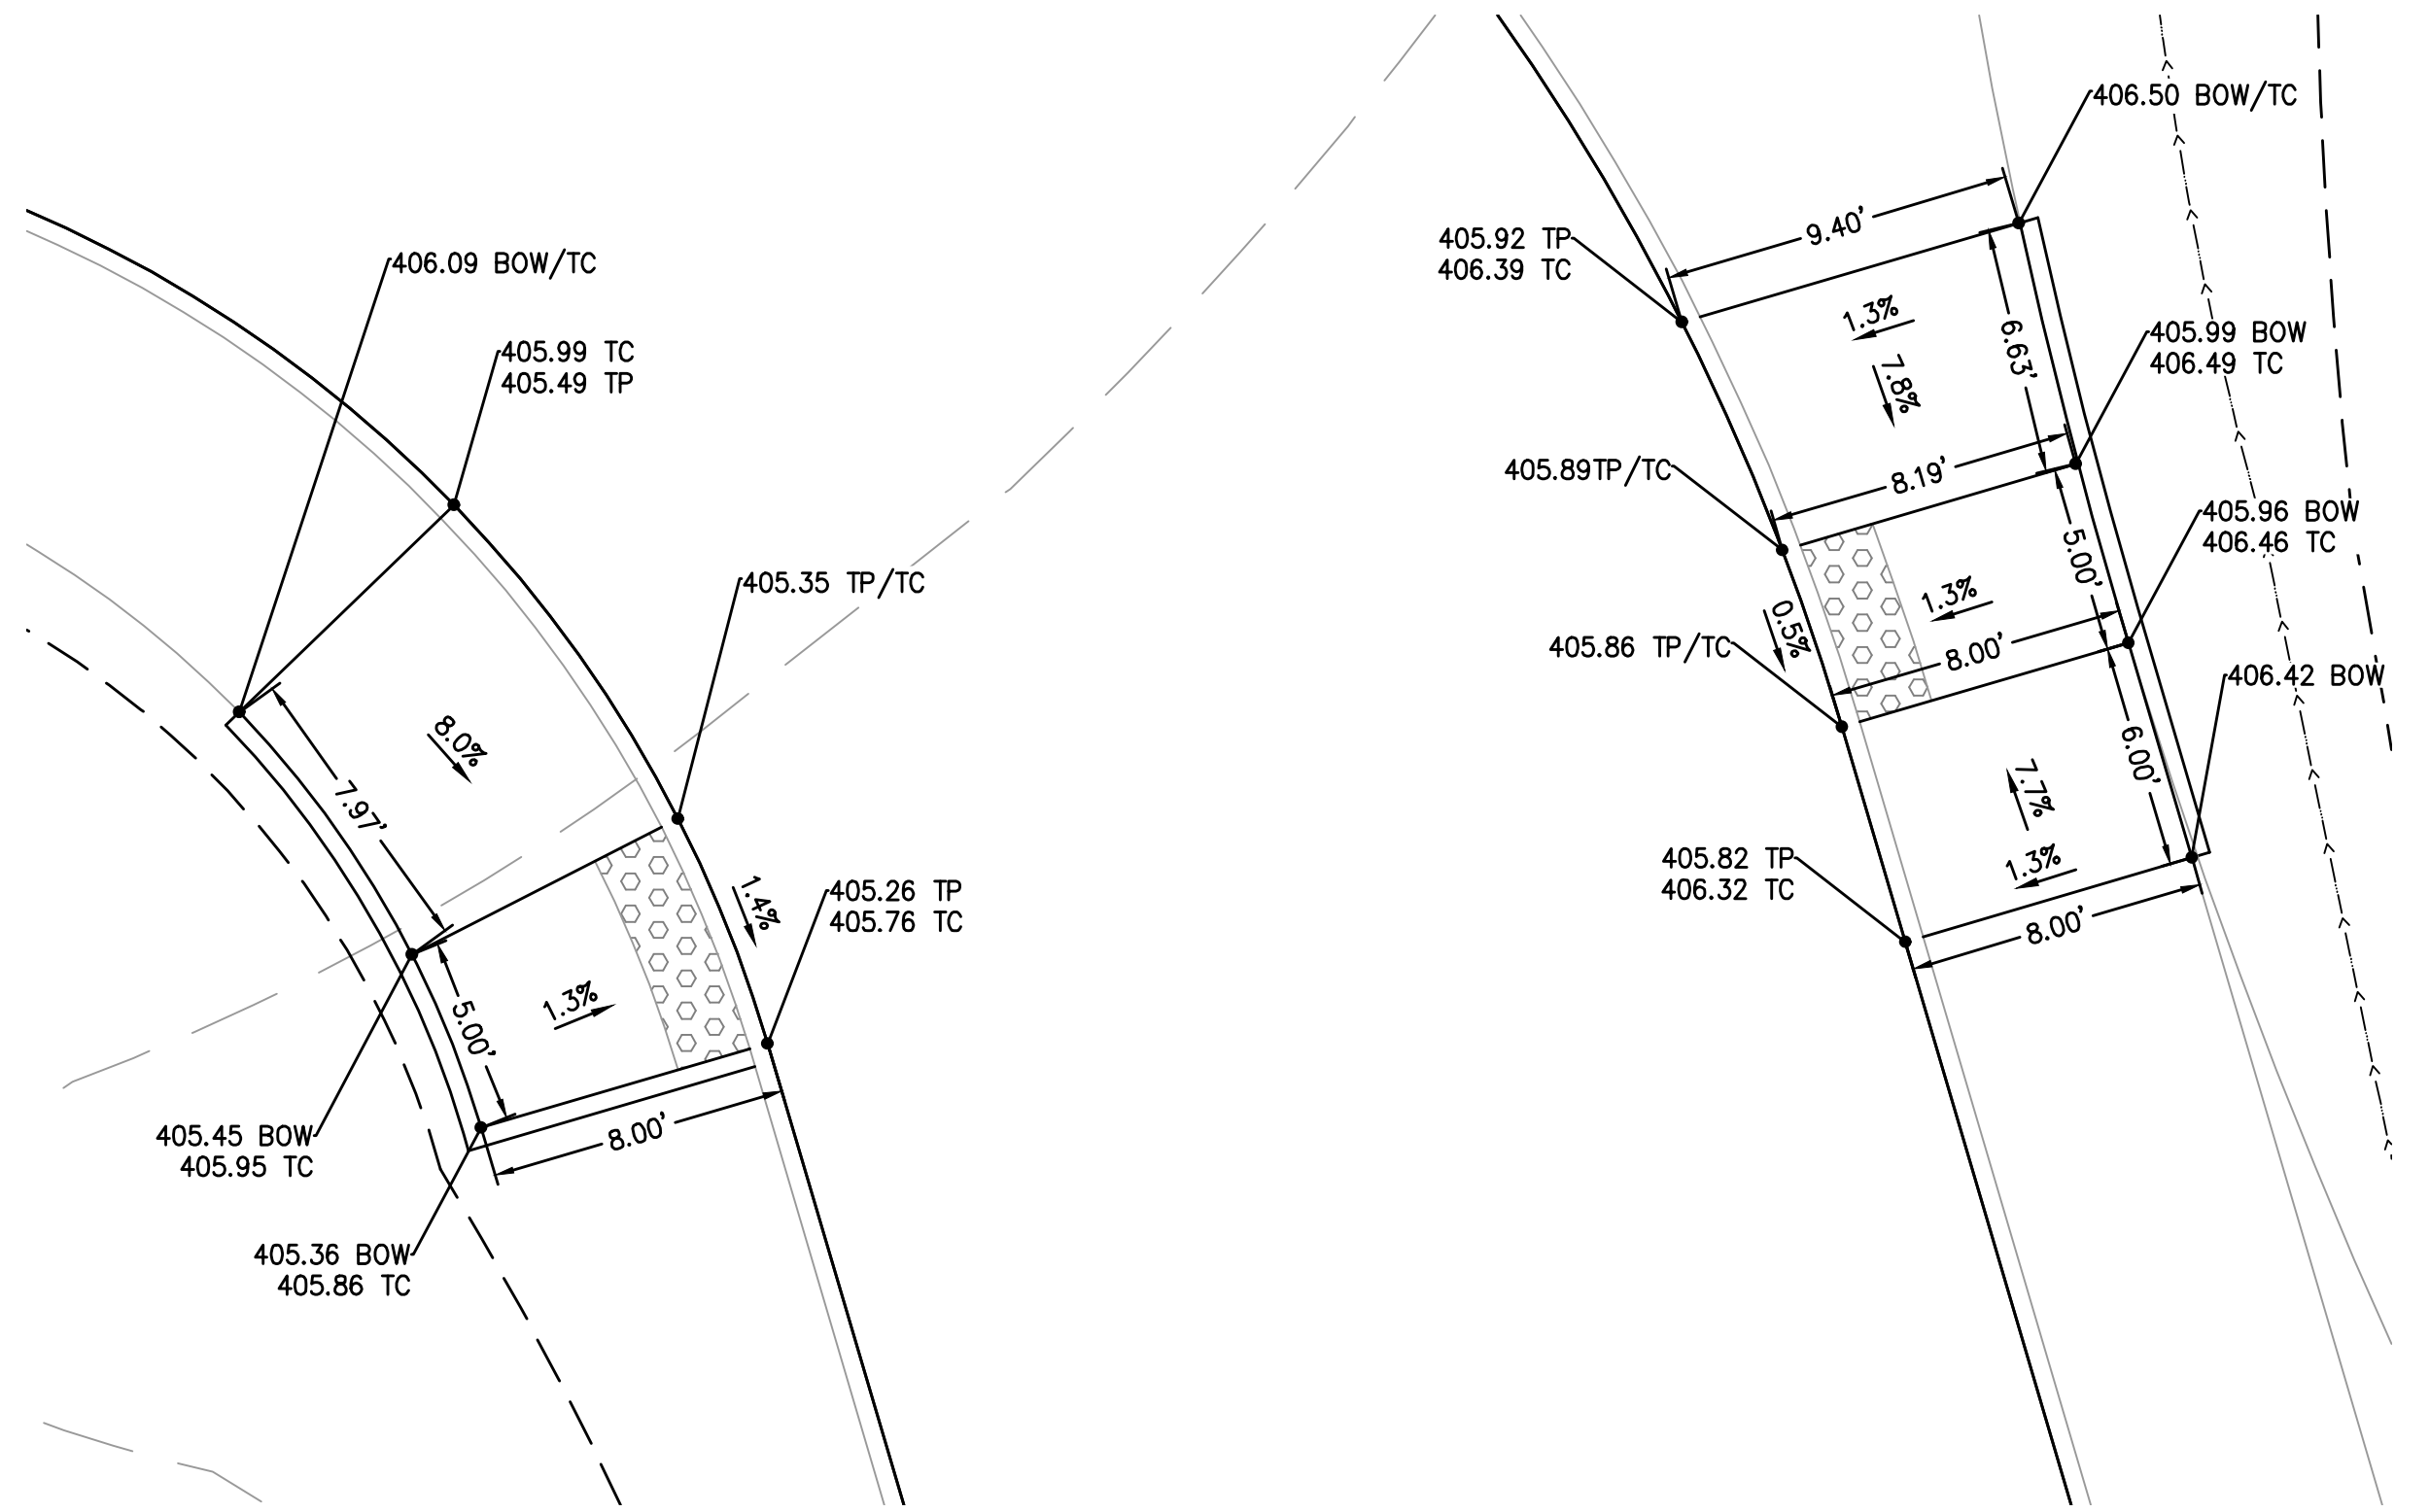 406.09 BOW/TC
405.99 TC
405.49 TP
405.35 TP/TC
8.0%
7.97'
1.4%
405.26 TP
405.76 TC
1.3%
5.00'
8.00'
405.45 BOW
405.95 TC
405.36 BOW
405.86 TC
406.50 BOW/TC
9.40'
405.92 TP
406.39 TC
1.3%
6.63'
7.8%
405.99 BOW
406.49 TC
405.89TP/TC
8.19'
405.96 BOW
406.46 TC
5.00'
1.3%
0.5%
405.86 TP/TC
8.00'
406.42 BOW
6.00'
7.7%
405.82 TP
406.32 TC
1.3%
8.00'